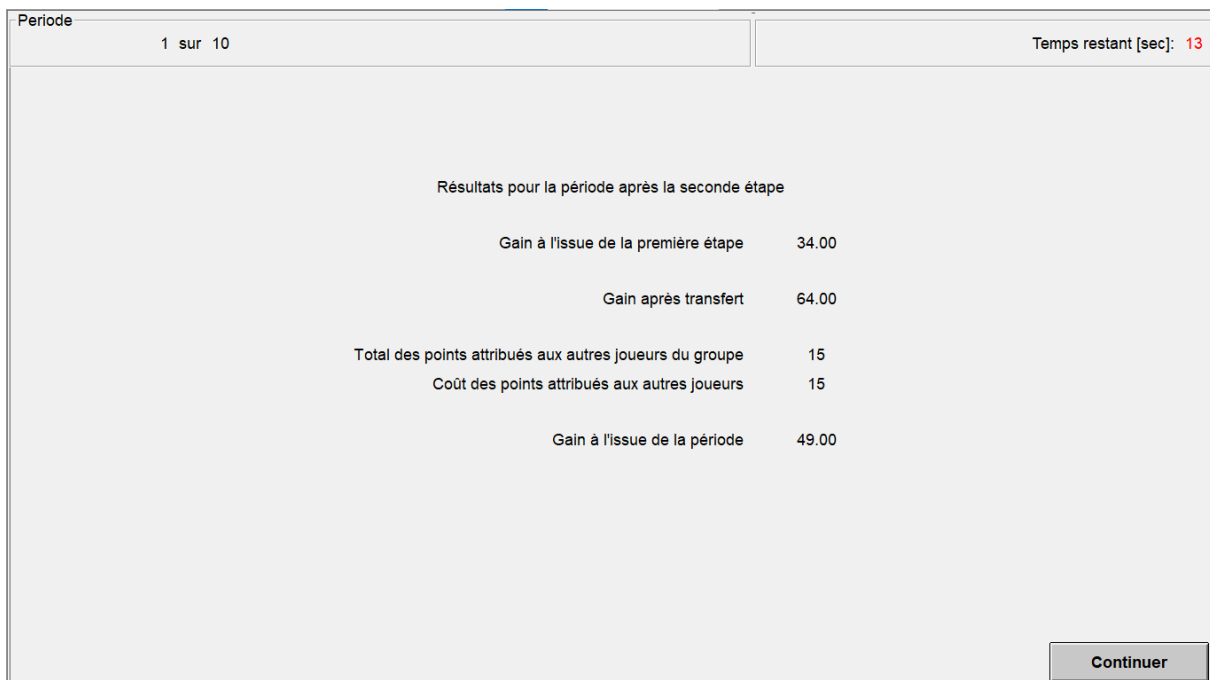 Periode
1 sur 10
Temps restant [sec]: 13
Résultats pour la période après la seconde étape
Gain à l'issue de la première étape 34.00
Gain après transfert 64.00
Total des points attribués aux autres joueurs du groupe 15
Coût des points attribués aux autres joueurs 15
Gain à l'issue de la période 49.00
Continuer